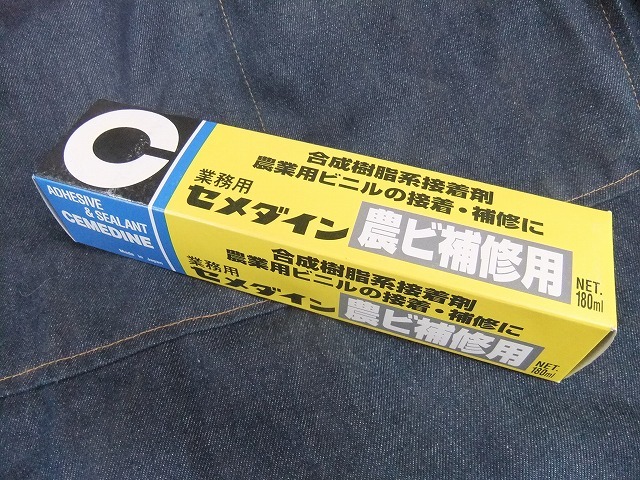 C
ADHESIVE
& SEALANT
CEMEDINE
合成樹脂系接着剤
農業用ビニルの接着・補修に
業務用
セメダイン 農ビ補修用
NET.
180ml
合成樹脂系接着剤
農業用ビニルの接着・補修に
業務用
セメダイン 農ビ補修用
NET.
180ml